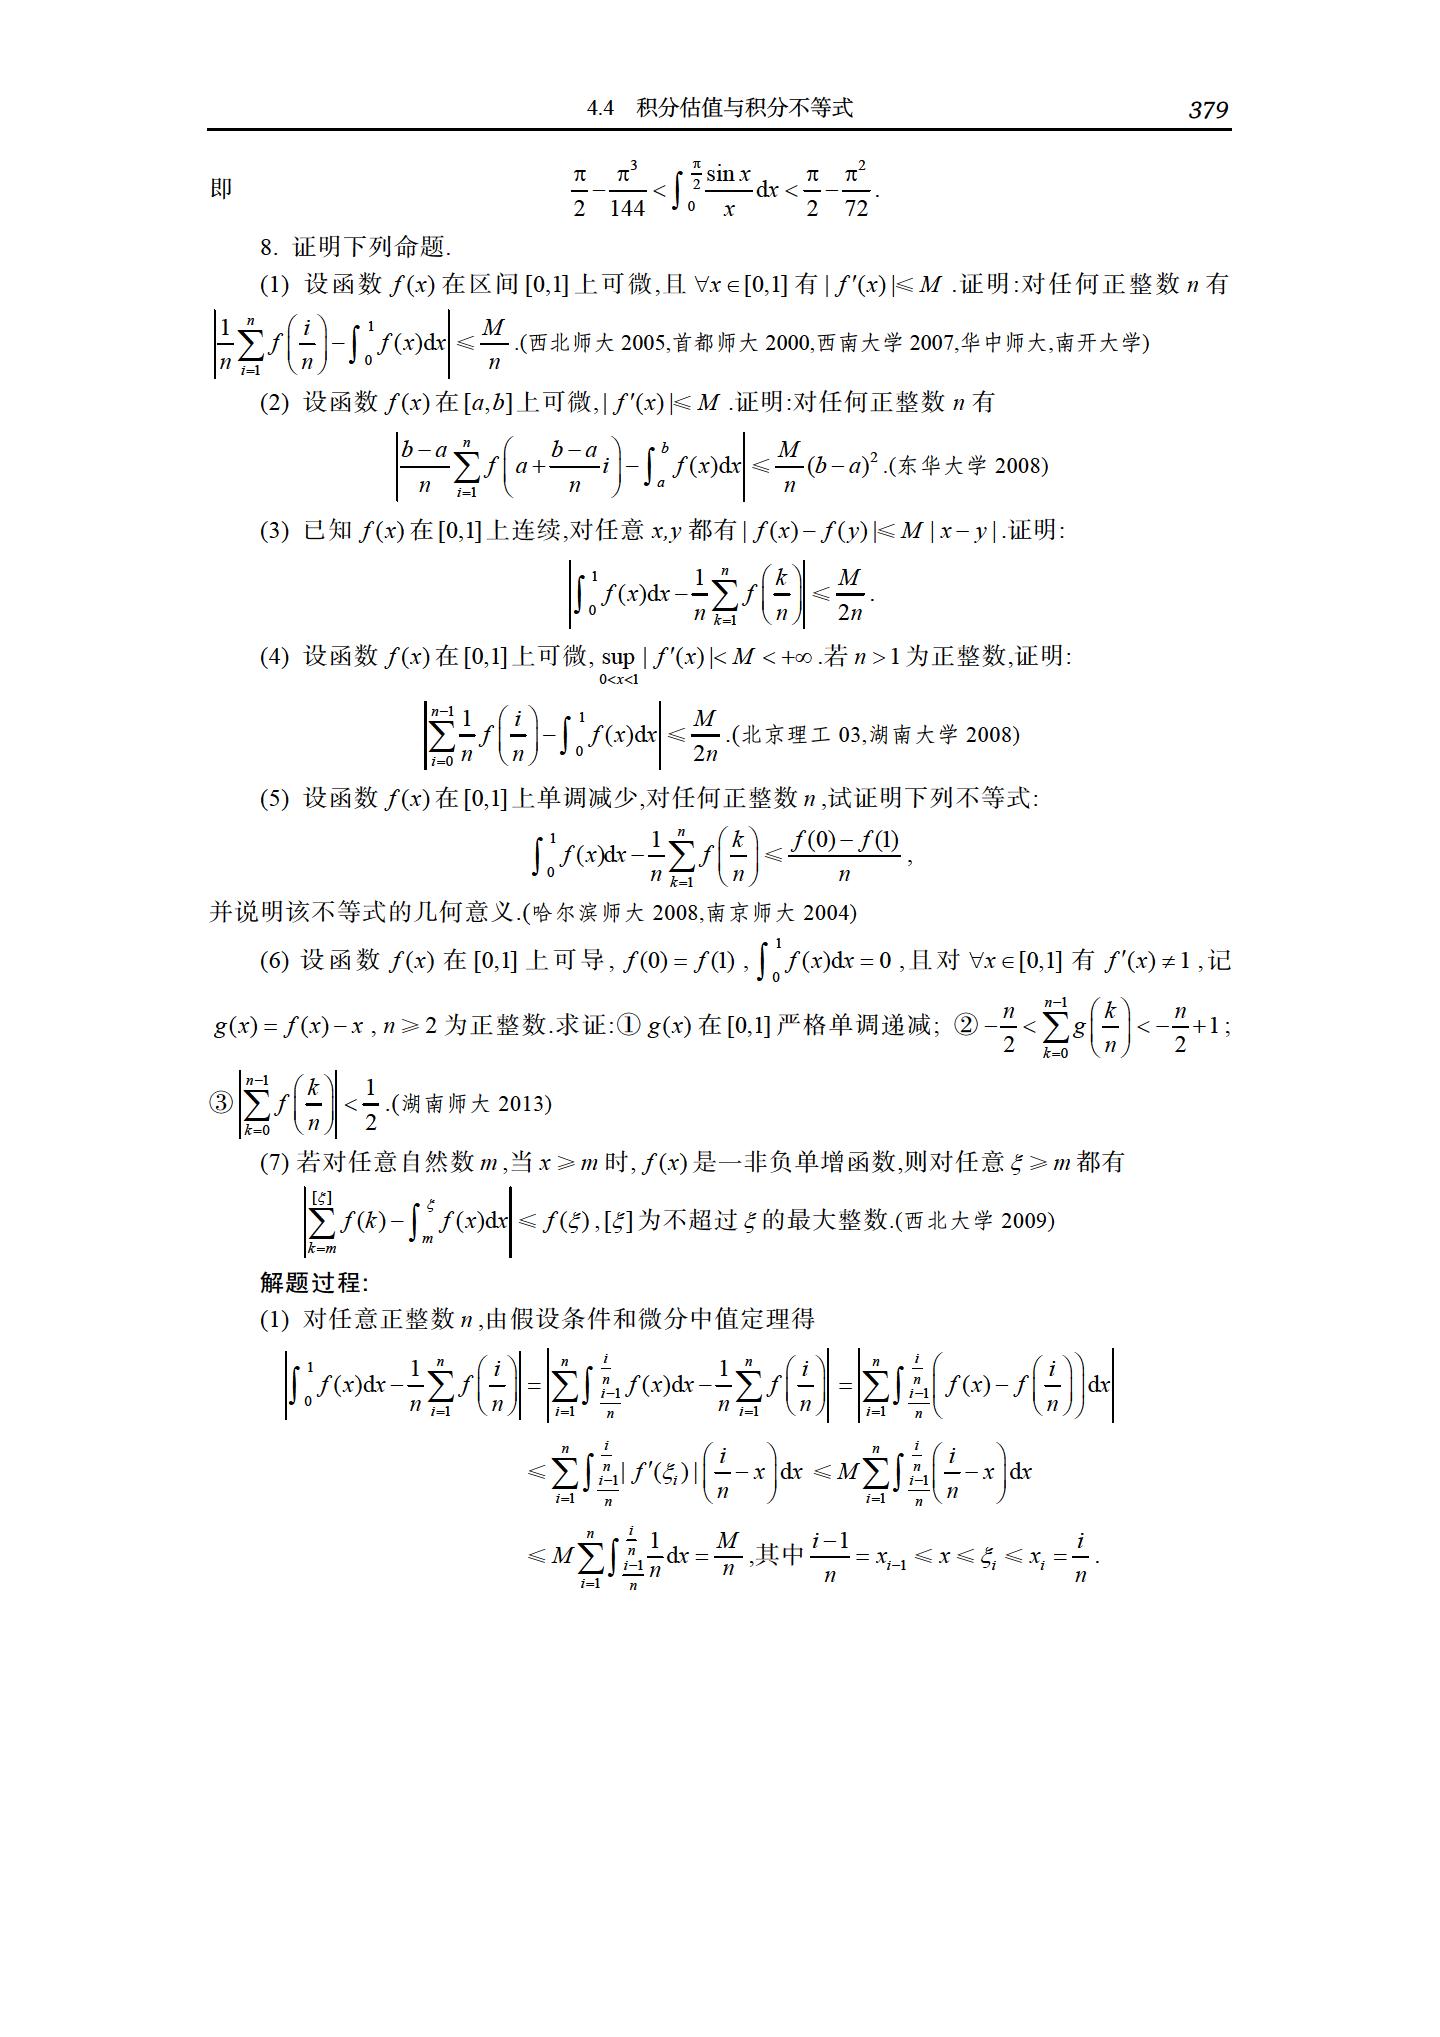 4.4 积分估值与积分不等式 379
即 $\frac{\pi}{2}-\frac{\pi^3}{144}<\int_0^{\frac{\pi}{2}}\frac{\sin x}{x}\mathrm{d}x<\frac{\pi}{2}-\frac{\pi^2}{72}.$
8. 证明下列命题.
(1) 设函数 $f(x)$ 在区间 $[0,1]$ 上可微,且 $\forall x\in[0,1]$ 有 $|f'(x)|\leqslant M$ .证明:对任何正整数 $n$ 有
$\left|\frac{1}{n}\sum_{i=1}^{n}f\left(\frac{i}{n}\right)-\int_0^1 f(x)\mathrm{d}x\right|\leqslant\frac{M}{n}$ .(西北师大 2005,首都师大 2000,西南大学 2007,华中师大,南开大学)
(2) 设函数 $f(x)$ 在 $[a,b]$ 上可微,$|f'(x)|\leqslant M$ .证明:对任何正整数 $n$ 有
$\left|\frac{b-a}{n}\sum_{i=1}^{n}f\left(a+\frac{b-a}{n}i\right)-\int_a^b f(x)\mathrm{d}x\right|\leqslant\frac{M}{n}(b-a)^2$ .(东华大学 2008)
(3) 已知 $f(x)$ 在 $[0,1]$ 上连续,对任意 $x,y$ 都有 $|f(x)-f(y)|\leqslant M|x-y|$ .证明:
$\left|\int_0^1 f(x)\mathrm{d}x-\frac{1}{n}\sum_{k=1}^{n}f\left(\frac{k}{n}\right)\right|\leqslant\frac{M}{2n}.$
(4) 设函数 $f(x)$ 在 $[0,1]$ 上可微, $\sup_{0<x<1}|f'(x)|<M<+\infty$ .若 $n>1$ 为正整数,证明:
$\left|\sum_{i=0}^{n-1}\frac{1}{n}f\left(\frac{i}{n}\right)-\int_0^1 f(x)\mathrm{d}x\right|\leqslant\frac{M}{2n}$ .(北京理工 03,湖南大学 2008)
(5) 设函数 $f(x)$ 在 $[0,1]$ 上单调减少,对任何正整数 $n$ ,试证明下列不等式:
$\int_0^1 f(x)\mathrm{d}x-\frac{1}{n}\sum_{k=1}^{n}f\left(\frac{k}{n}\right)\leqslant\frac{f(0)-f(1)}{n},$
并说明该不等式的几何意义.(哈尔滨师大 2008,南京师大 2004)
(6) 设函数 $f(x)$ 在 $[0,1]$ 上可导, $f(0)=f(1)$ , $\int_0^1 f(x)\mathrm{d}x=0$ ,且对 $\forall x\in[0,1]$ 有 $f'(x)\neq 1$ ,记
$g(x)=f(x)-x$ , $n\geqslant 2$ 为正整数.求证:① $g(x)$ 在 $[0,1]$ 严格单调递减; ② $-\frac{n}{2}<\sum_{k=0}^{n-1}g\left(\frac{k}{n}\right)<-\frac{n}{2}+1$ ;
③ $\left|\sum_{k=0}^{n-1}f\left(\frac{k}{n}\right)\right|<\frac{1}{2}$ .(湖南师大 2013)
(7) 若对任意自然数 $m$ ,当 $x\geqslant m$ 时, $f(x)$ 是一非负单增函数,则对任意 $\xi\geqslant m$ 都有
$\left|\sum_{k=m}^{[\xi]}f(k)-\int_m^{\xi}f(x)\mathrm{d}x\right|\leqslant f(\xi)$ , $[\xi]$ 为不超过 $\xi$ 的最大整数.(西北大学 2009)
解题过程:
(1) 对任意正整数 $n$ ,由假设条件和微分中值定理得
$\left|\int_0^1 f(x)\mathrm{d}x-\frac{1}{n}\sum_{i=1}^{n}f\left(\frac{i}{n}\right)\right|=\left|\sum_{i=1}^{n}\int_{\frac{i-1}{n}}^{\frac{i}{n}}f(x)\mathrm{d}x-\frac{1}{n}\sum_{i=1}^{n}f\left(\frac{i}{n}\right)\right|=\left|\sum_{i=1}^{n}\int_{\frac{i-1}{n}}^{\frac{i}{n}}\left(f(x)-f\left(\frac{i}{n}\right)\right)\mathrm{d}x\right|$
$\leqslant\sum_{i=1}^{n}\int_{\frac{i-1}{n}}^{\frac{i}{n}}|f'(\xi_i)|\left(\frac{i}{n}-x\right)\mathrm{d}x\leqslant M\sum_{i=1}^{n}\int_{\frac{i-1}{n}}^{\frac{i}{n}}\left(\frac{i}{n}-x\right)\mathrm{d}x$
$\leqslant M\sum_{i=1}^{n}\int_{\frac{i-1}{n}}^{\frac{i}{n}}\frac{1}{n}\mathrm{d}x=\frac{M}{n}$ ,其中 $\frac{i-1}{n}=x_{i-1}\leqslant x\leqslant\xi_i\leqslant x_i=\frac{i}{n}$ .